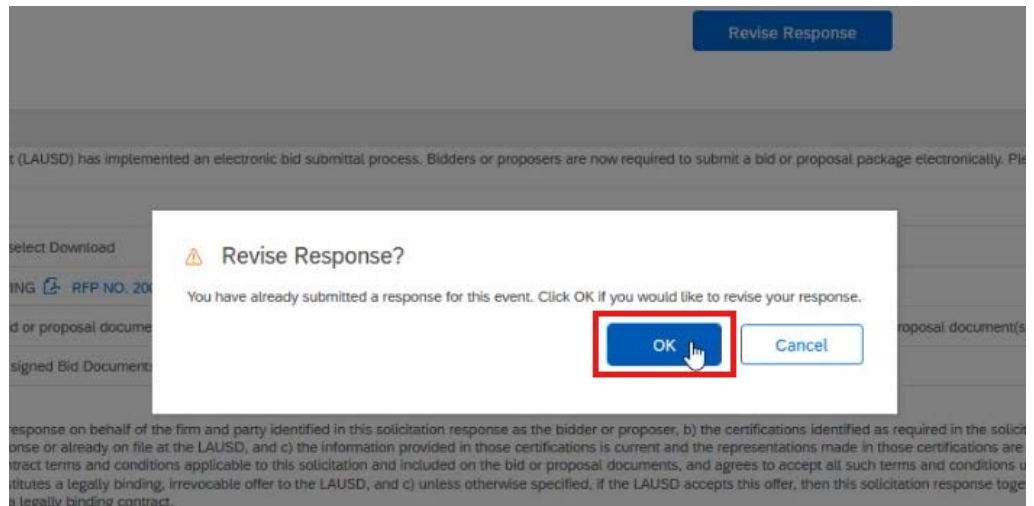 Revise Response
(LAUSD) has implemented an electronic bid submittal process. Bidders or proposers are now required to submit a bid or proposal package electronically.
select Download
Revise Response?
RFP NO.
You have already submitted a response for this event. Click OK if you would like to revise your response.
d or proposal docume
roposal document(s
OK
Cancel
signed Bid Document
response on behalf of the firm and party identified in this solicitation response as the bidder or proposer, b) the certifications identified as required in the solicit
onse or already on file at the LAUSD, and c) the information provided in those certifications is current and the representations made in those certifications are
tract terms and conditions applicable to this solicitation and included on the bid or proposal documents, and agrees to accept all such terms and conditions u
stitutes a legally binding, irrevocable offer to the LAUSD, and c) unless otherwise specified, if the LAUSD accepts this offer, then this solicitation response toge
a legally binding contract.